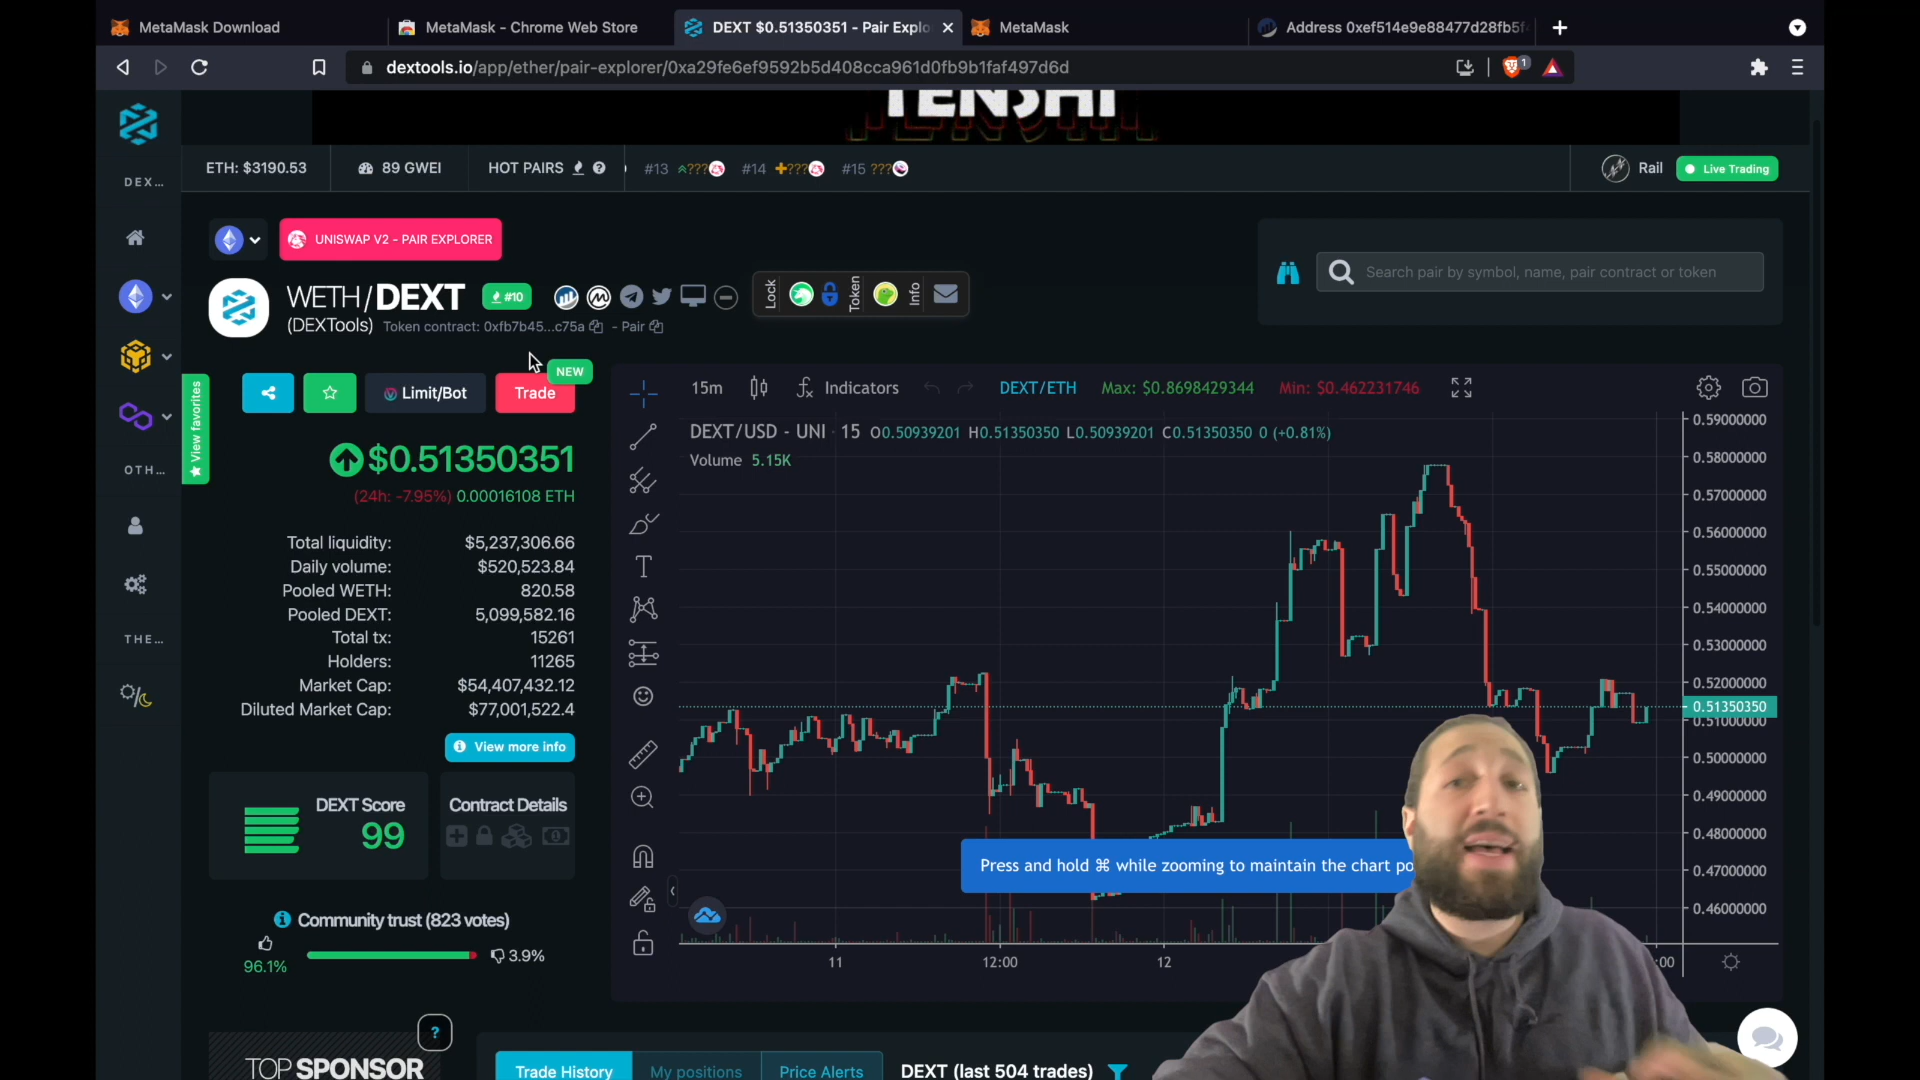 MetaMask Download
MetaMask - Chrome Web Store
DEXT $0.51350351 - Pair Explo
MetaMask
Address 0xef514e9e88477d28fb5f
dextools.io/app/ether/pair-explorer/0xa29fe6ef9592b5d408cca961d0fb9b1faf497d6d
1
TENSHI
DEX...
ETH: $3190.53
89 GWEI
HOT PAIRS
#13 ???
#14 ???
#15 ???
Rail
Live Trading
UNISWAP V2 - PAIR EXPLORER
Search pair by symbol, name, pair contract or token
WETH/DEXT
#10
Lock
Token
Info
(DEXTools)
Token contract: 0xfb7b45...c75a
- Pair
NEW
Limit/Bot
Trade
View favorites
15m
Indicators
DEXT/ETH
Max: $0.8698429344
Min: $0.462231746
DEXT/USD - UNI · 15 O0.50939201 H0.51350350 L0.50939201 C0.51350350 0 (+0.81%)
Volume 5.15K
$0.51350351
(24h: -7.95%) 0.00016108 ETH
OTH...
Total liquidity: $5,237,306.66
Daily volume: $520,523.84
Pooled WETH: 820.58
Pooled DEXT: 5,099,582.16
Total tx: 15261
Holders: 11265
Market Cap: $54,407,432.12
Diluted Market Cap: $77,001,522.4
THE...
View more info
DEXT Score
99
Contract Details
Community trust (823 votes)
96.1%
3.9%
0.59000000
0.58000000
0.57000000
0.56000000
0.55000000
0.54000000
0.53000000
0.52000000
0.51350350
0.51000000
0.50000000
0.49000000
0.48000000
0.47000000
0.46000000
Press and hold ⌘ while zooming to maintain the chart po
11
12:00
12
:00
?
TOP SPONSOR
Trade History
My positions
Price Alerts
DEXT (last 504 trades)